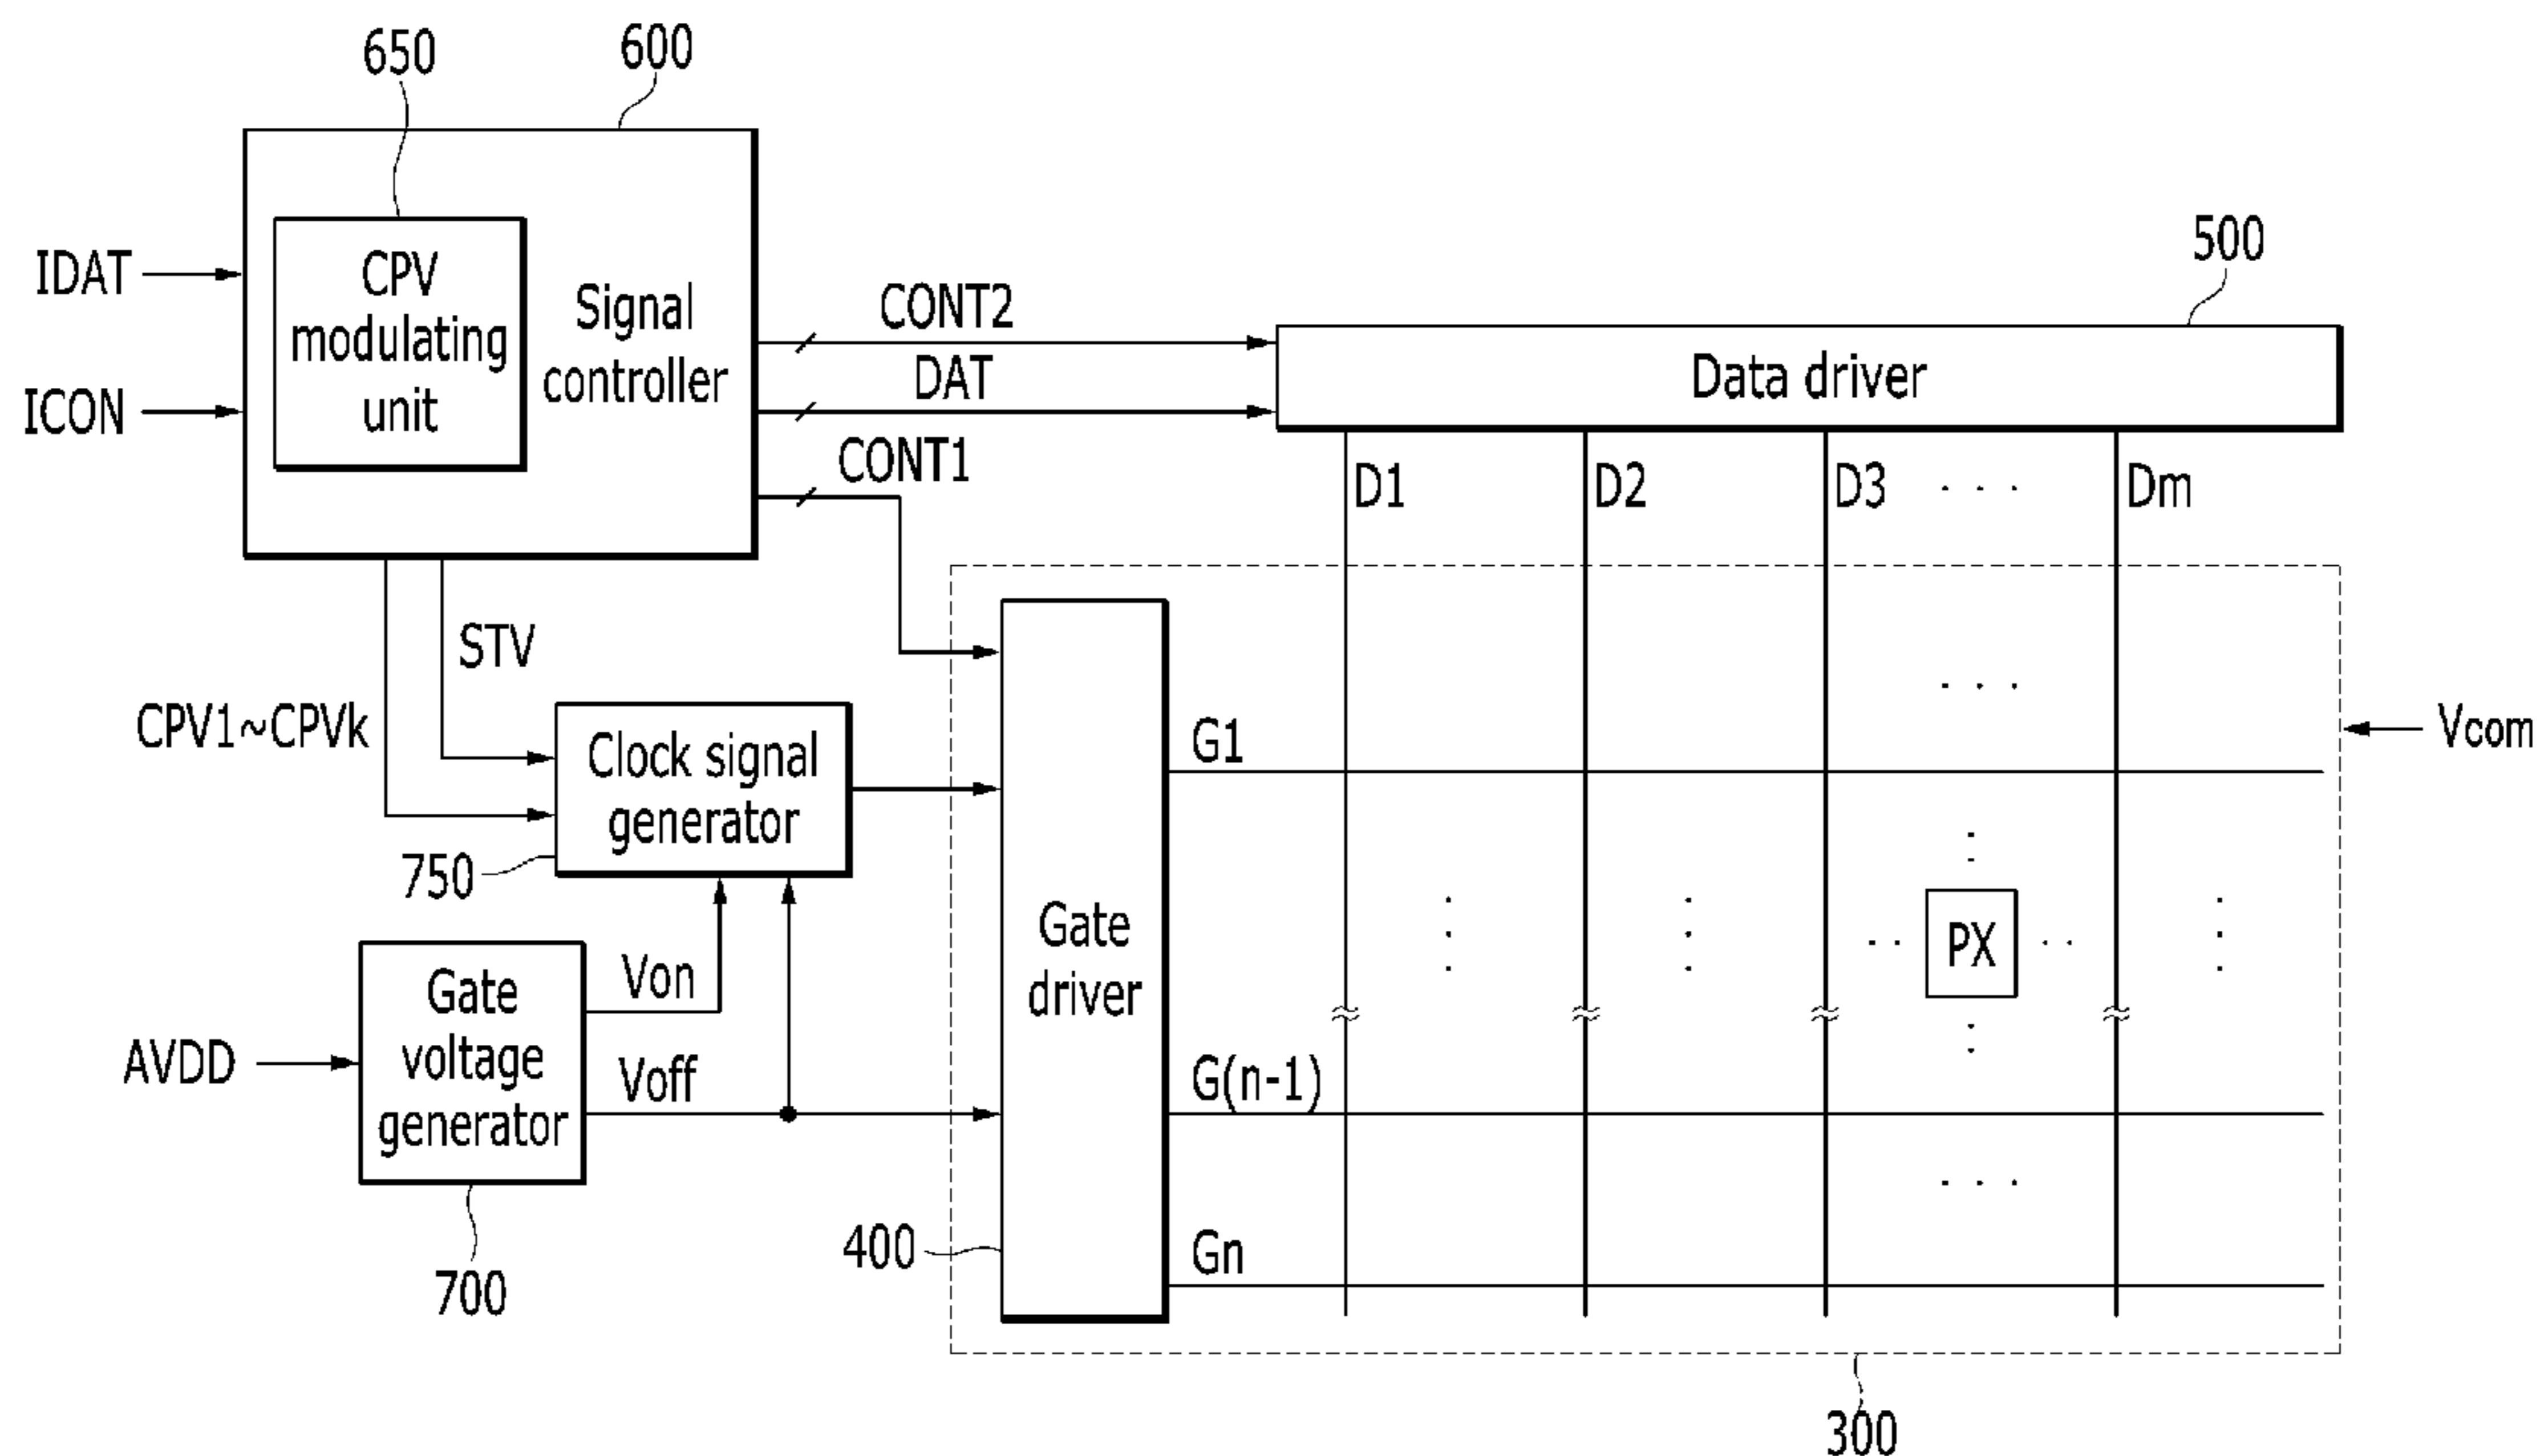 650
600
IDAT
ICON
CPV
modulating
unit
Signal
controller
CONT2
DAT
CONT1
500
Data driver
D1
D2
D3
Dm
STV
CPV1~CPVk
Clock signal
generator
750
Gate
voltage
generator
AVDD
Von
Voff
700
Gate
driver
400
G1
G(n-1)
Gn
PX
Vcom
300